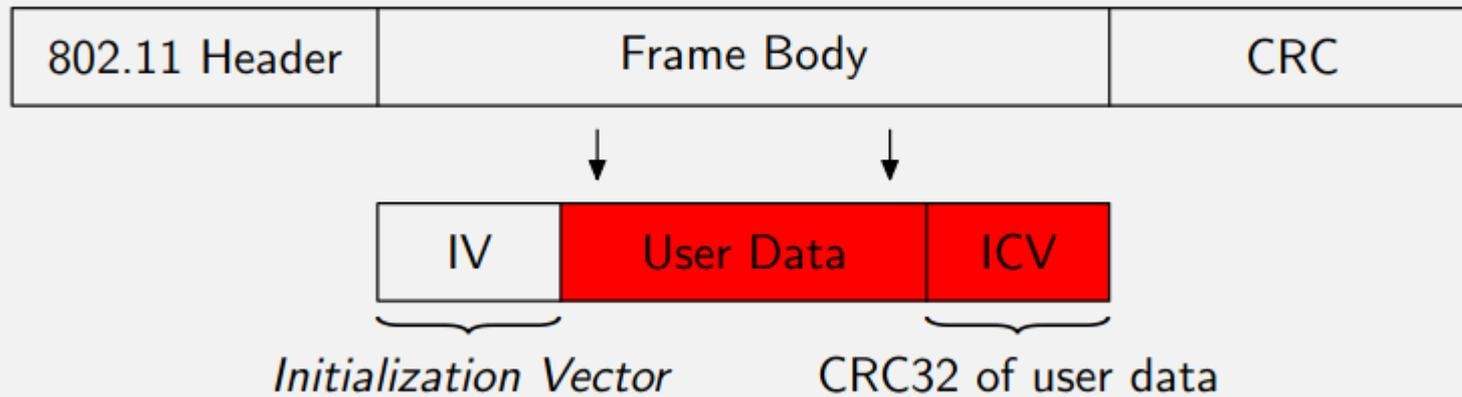 802.11 Header Frame Body CRC
IV User Data ICV
Initialization Vector CRC32 of user data